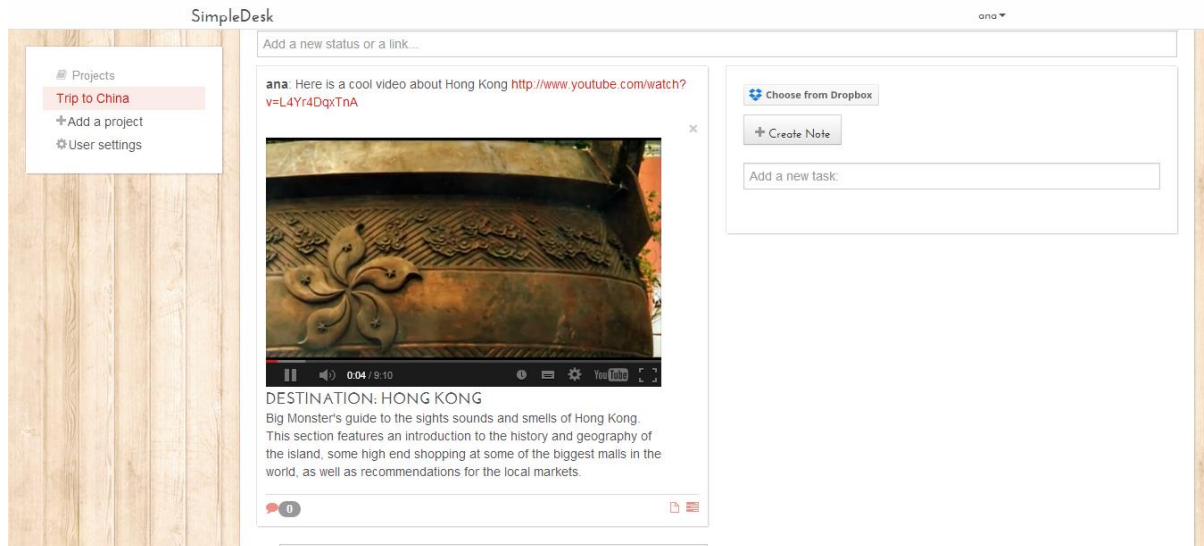 SimpleDesk
ana
Projects
Trip to China
Add a project
User settings
Add a new status or a link...
ana: Here is a cool video about Hong Kong http://www.youtube.com/watch?
v=L4Yr4DqxTnA
0:04 / 9:10
YouTube
DESTINATION: HONG KONG
Big Monster's guide to the sights sounds and smells of Hong Kong.
This section features an introduction to the history and geography of
the island, some high end shopping at some of the biggest malls in the
world, as well as recommendations for the local markets.
0
Choose from Dropbox
Create Note
Add a new task: